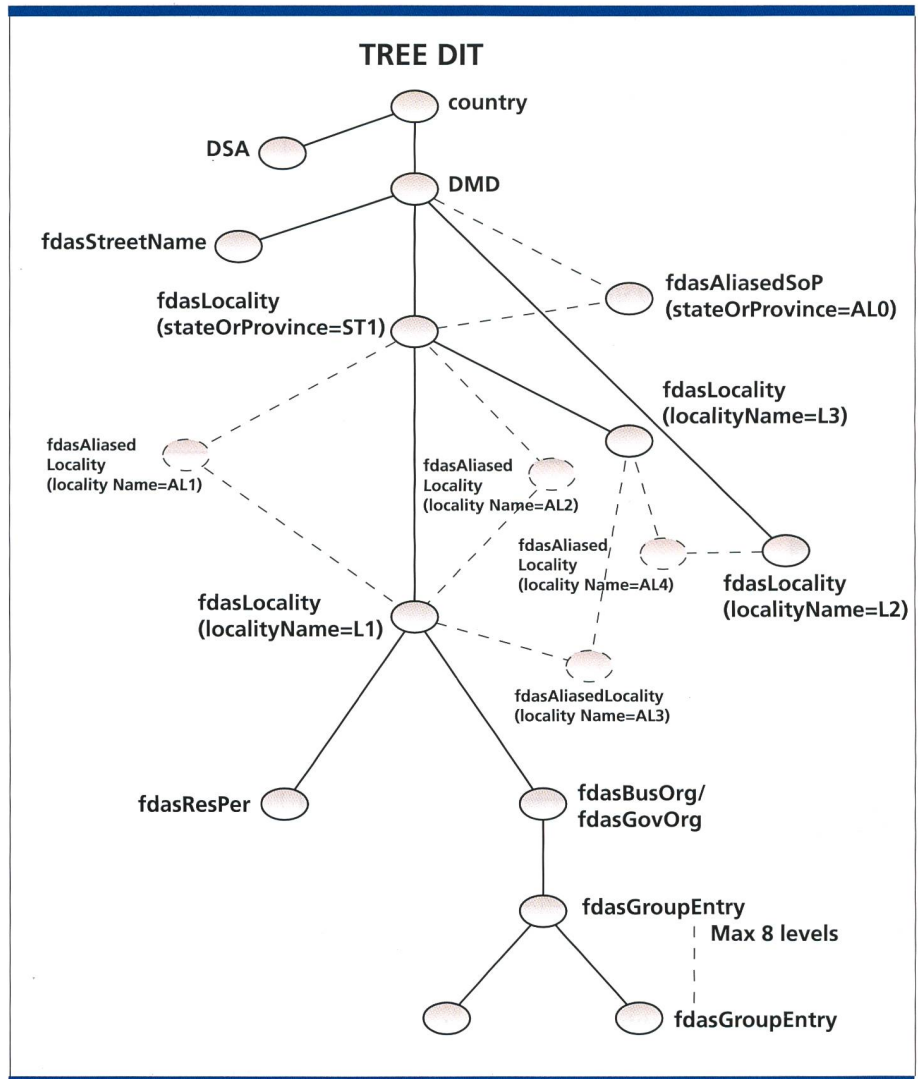 TREE DIT
country
DSA
DMD
fdasStreetName
fdasAliasedSoP
(stateOrProvince=AL0)
fdasLocality
(stateOrProvince=ST1)
fdasLocality
(localityName=L3)
fdasAliased
Locality
(locality Name=AL1)
fdasAliased
Locality
(locality Name=AL2)
fdasAliased
Locality
(locality Name=AL4)
fdasLocality
(localityName=L2)
fdasLocality
(localityName=L1)
fdasAliasedLocality
(locality Name=AL3)
fdasResPer
fdasBusOrg/
fdasGovOrg
fdasGroupEntry
Max 8 levels
fdasGroupEntry